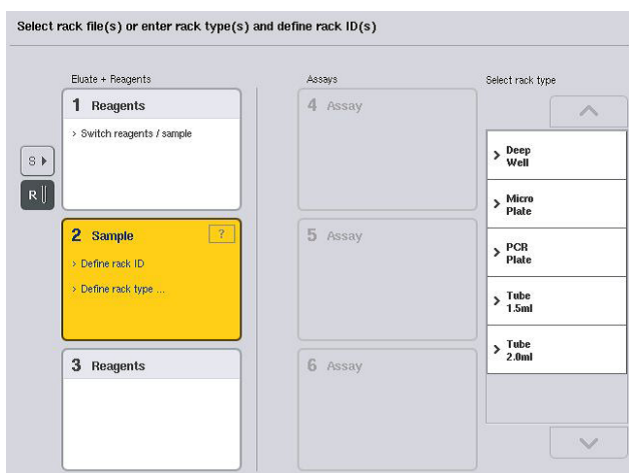 Select rack file(s) or enter rack type(s) and define rack ID(s)
Eluate + Reagents
Assays
Select rack type
1 Reagents
> Switch reagents / sample
S
R
2 Sample ?
> Define rack ID
> Define rack type ...
3 Reagents
4 Assay
5 Assay
6 Assay
> Deep
Well
> Micro
Plate
> PCR
Plate
> Tube
1.5ml
> Tube
2.0ml